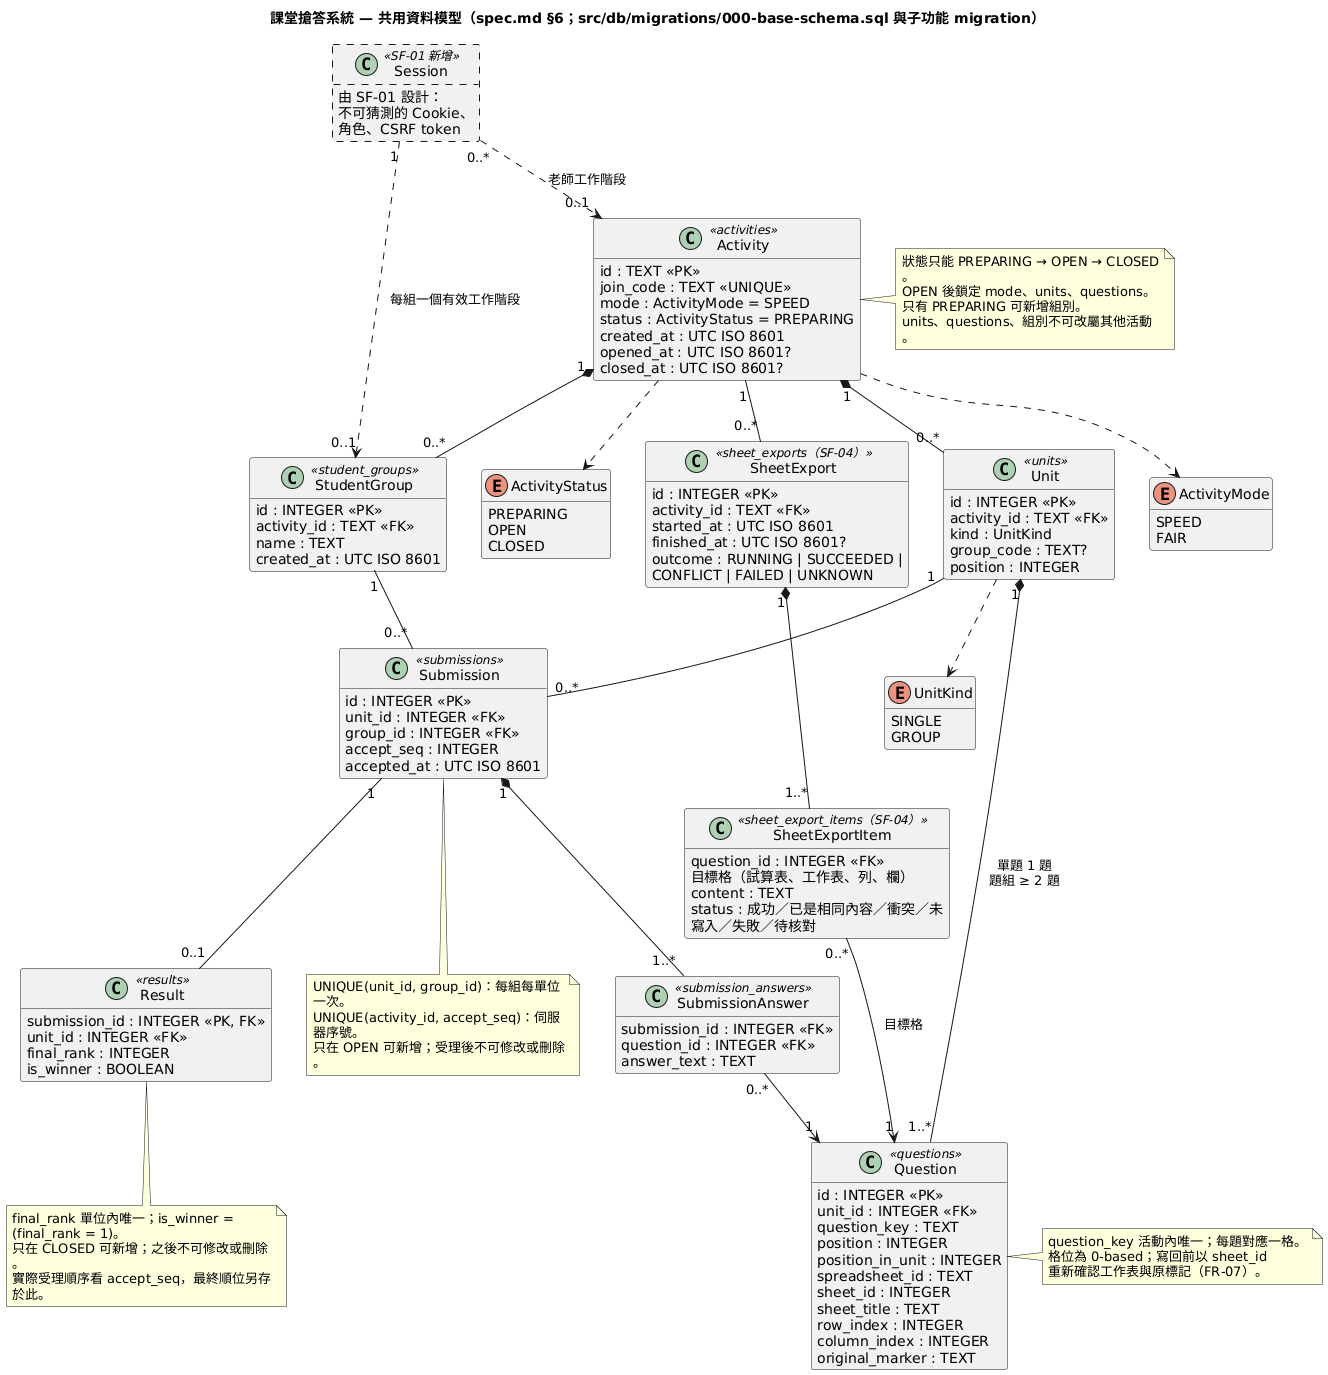 課堂搶答系統 — 共用資料模型（spec.md §6；src/db/migrations/000-base-schema.sql 與子功能 migration）
C
«SF-01 新增»
Session
由 SF-01 設計：
不可猜測的 Cookie、
角色、CSRF token
1
0..*
老師工作階段
0..1
每組一個有效工作階段
0..1
C
«activities»
Activity
id : TEXT «PK»
join_code : TEXT «UNIQUE»
mode : ActivityMode = SPEED
status : ActivityStatus = PREPARING
created_at : UTC ISO 8601
opened_at : UTC ISO 8601?
closed_at : UTC ISO 8601?
狀態只能 PREPARING → OPEN → CLOSED
。
OPEN 後鎖定 mode、units、questions。
只有 PREPARING 可新增組別。
units、questions、組別不可改屬其他活動
。
1
0..*
1
0..*
1
0..*
C
«student_groups»
StudentGroup
id : INTEGER «PK»
activity_id : TEXT «FK»
name : TEXT
created_at : UTC ISO 8601
E
ActivityStatus
PREPARING
OPEN
CLOSED
C
«sheet_exports（SF-04）»
SheetExport
id : INTEGER «PK»
activity_id : TEXT «FK»
started_at : UTC ISO 8601
finished_at : UTC ISO 8601?
outcome : RUNNING | SUCCEEDED |
CONFLICT | FAILED | UNKNOWN
C
«units»
Unit
id : INTEGER «PK»
activity_id : TEXT «FK»
kind : UnitKind
group_code : TEXT?
position : INTEGER
E
ActivityMode
SPEED
FAIR
1
0..*
1
0..*
C
«submissions»
Submission
id : INTEGER «PK»
unit_id : INTEGER «FK»
group_id : INTEGER «FK»
accept_seq : INTEGER
accepted_at : UTC ISO 8601
E
UnitKind
SINGLE
GROUP
1
1..*
C
«sheet_export_items（SF-04）»
SheetExportItem
question_id : INTEGER «FK»
目標格（試算表、工作表、列、欄）
content : TEXT
status : 成功／已是相同內容／衝突／未
寫入／失敗／待核對
1
單題 1 題
題組 ≥ 2 題
1..*
1
0..1
1
1..*
C
«results»
Result
submission_id : INTEGER «PK, FK»
unit_id : INTEGER «FK»
final_rank : INTEGER
is_winner : BOOLEAN
UNIQUE(unit_id, group_id)：每組每單位
一次。
UNIQUE(activity_id, accept_seq)：伺服
器序號。
只在 OPEN 可新增；受理後不可修改或刪除
。
C
«submission_answers»
SubmissionAnswer
submission_id : INTEGER «FK»
question_id : INTEGER «FK»
answer_text : TEXT
0..*
目標格
1
0..*
1
final_rank 單位內唯一；is_winner =
(final_rank = 1)。
只在 CLOSED 可新增；之後不可修改或刪除
。
實際受理順序看 accept_seq，最終順位另存
於此。
C
«questions»
Question
id : INTEGER «PK»
unit_id : INTEGER «FK»
question_key : TEXT
position : INTEGER
position_in_unit : INTEGER
spreadsheet_id : TEXT
sheet_id : INTEGER
sheet_title : TEXT
row_index : INTEGER
column_index : INTEGER
original_marker : TEXT
question_key 活動內唯一；每題對應一格。
格位為 0-based；寫回前以 sheet_id
重新確認工作表與原標記（FR-07）。